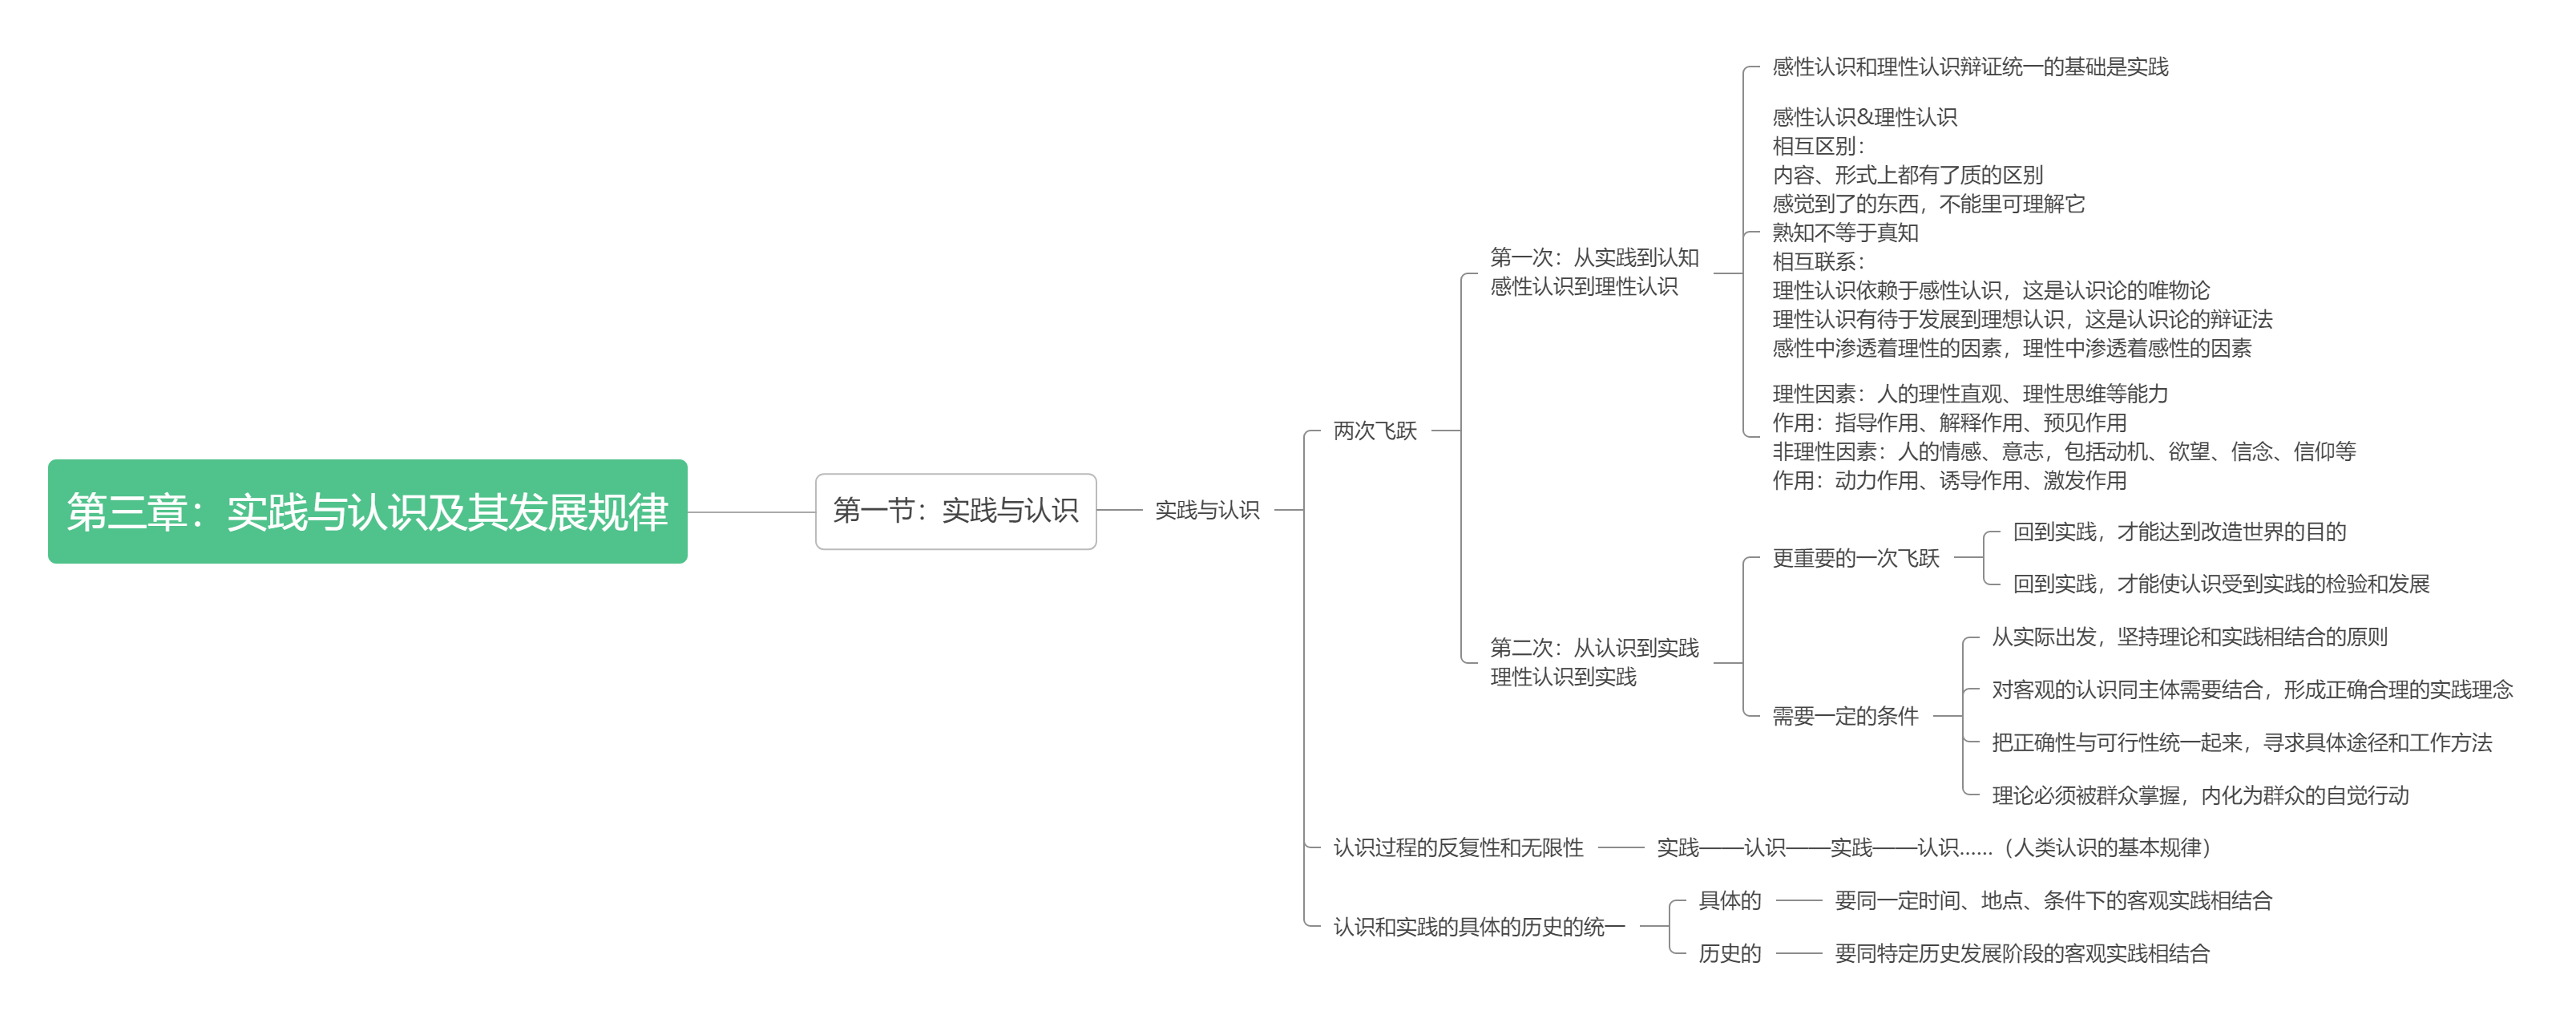 第三章：实践与认识及其发展规律
第一节：实践与认识
实践与认识
两次飞跃
第一次：从实践到认知
感性认识到理性认识
感性认识和理性认识辩证统一的基础是实践
感性认识&理性认识
相互区别：
内容、形式上都有了质的区别
感觉到了的东西，不能里可理解它
熟知不等于真知
相互联系：
理性认识依赖于感性认识，这是认识论的唯物论
理性认识有待于发展到理想认识，这是认识论的辩证法
感性中渗透着理性的因素，理性中渗透着感性的因素
理性因素：人的理性直观、理性思维等能力
作用：指导作用、解释作用、预见作用
非理性因素：人的情感、意志，包括动机、欲望、信念、信仰等
作用：动力作用、诱导作用、激发作用
第二次：从认识到实践
理性认识到实践
更重要的一次飞跃
回到实践，才能达到改造世界的目的
回到实践，才能使认识受到实践的检验和发展
需要一定的条件
从实际出发，坚持理论和实践相结合的原则
对客观的认识同主体需要结合，形成正确合理的实践理念
把正确性与可行性统一起来，寻求具体途径和工作方法
理论必须被群众掌握，内化为群众的自觉行动
认识过程的反复性和无限性
实践——认识——实践——认识……（人类认识的基本规律）
认识和实践的具体的历史的统一
具体的
要同一定时间、地点、条件下的客观实践相结合
历史的
要同特定历史发展阶段的客观实践相结合